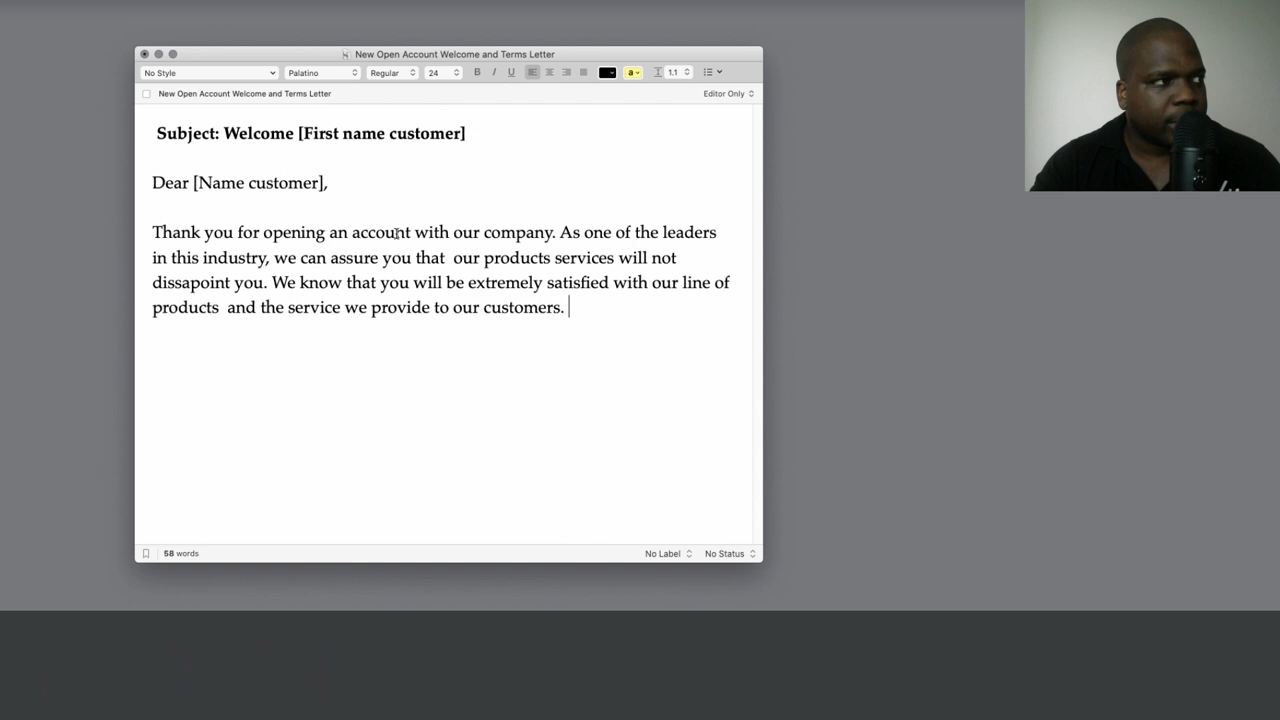 New Open Account Welcome and Terms Letter
No Style Palatino Regular 24 B I U a 1.1
New Open Account Welcome and Terms Letter Editor Only
Subject: Welcome [First name customer]
Dear [Name customer],
Thank you for opening an account with our company. As one of the leaders
in this industry, we can assure you that  our products services will not
dissapoint you. We know that you will be extremely satisfied with our line of
products  and the service we provide to our customers.
58 words No Label No Status